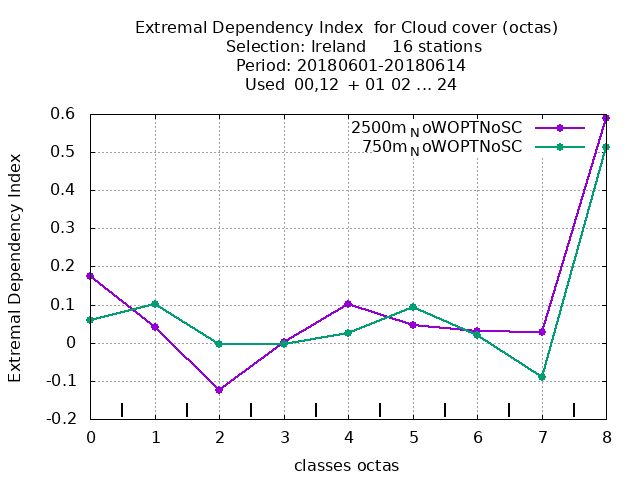 Extremal Dependency Index  for Cloud cover (octas)
Selection: Ireland     16 stations
Period: 20180601-20180614
Used  00,12  + 01 02 ... 24
2500m NoWOPTNoSC
750m NoWOPTNoSC
Extremal Dependency Index
0.6
0.5
0.4
0.3
0.2
0.1
0
-0.1
-0.2
0 1 2 3 4 5 6 7 8
classes octas